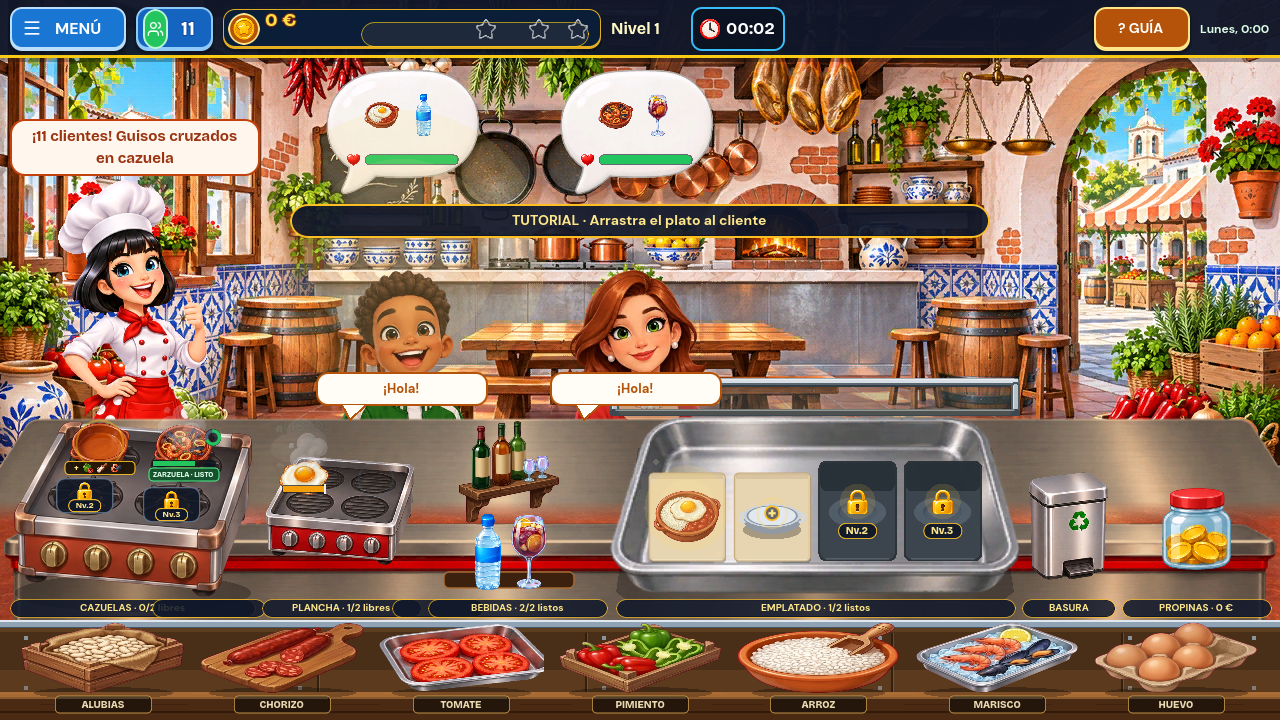 MENÚ
11
0 €
Nivel 1
00:02
? GUÍA
Lunes, 0:00
¡11 clientes! Guisos cruzados
en cazuela
TUTORIAL · Arrastra el plato al cliente
¡Hola!
¡Hola!
ZARZUELA · LISTO
Nv.2
Nv.3
Nv.2
Nv.3
CAZUELAS · 0/2 libres
PLANCHA · 1/2 libres
BEBIDAS · 2/2 listos
EMPLATADO · 1/2 listos
BASURA
PROPINAS · 0 €
ALUBIAS
CHORIZO
TOMATE
PIMIENTO
ARROZ
MARISCO
HUEVO